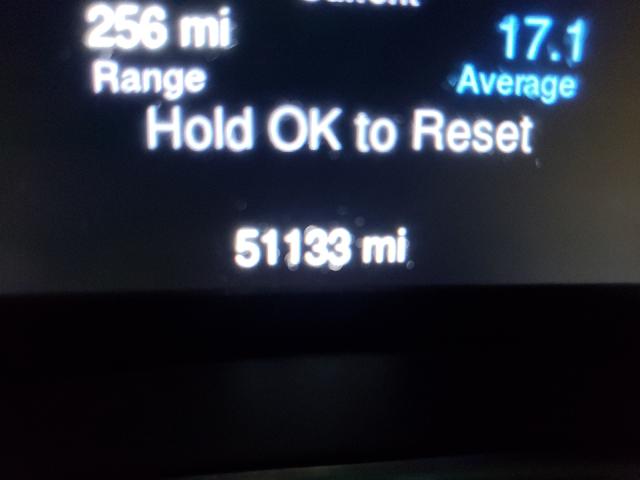 256 mi
17.1
Range
Average
Hold OK to Reset
51133 mi